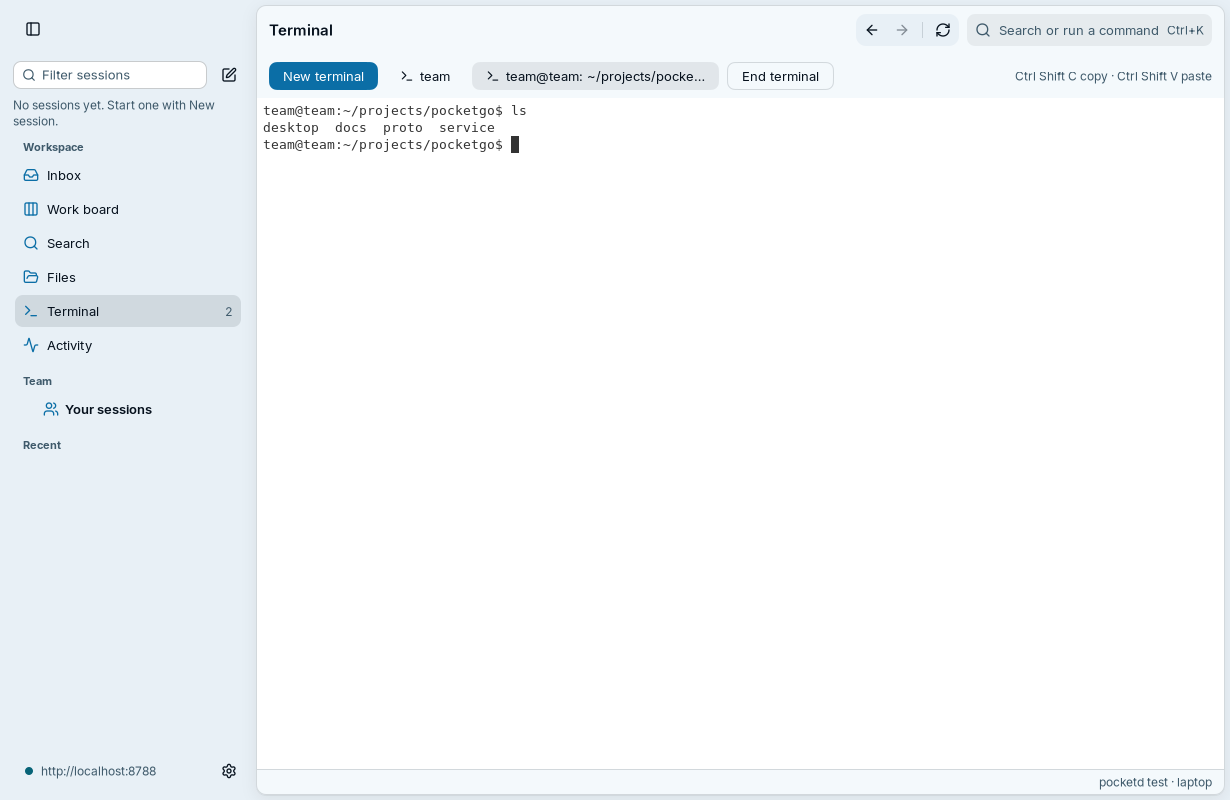 Terminal
Search or run a command Ctrl+K
Filter sessions
New terminal
team
team@team: ~/projects/pocke...
End terminal
Ctrl Shift C copy · Ctrl Shift V paste
No sessions yet. Start one with New
session.
Workspace
Inbox
Work board
Search
Files
Terminal 2
Activity
Team
Your sessions
Recent
team@team:~/projects/pocketgo$ ls
desktop docs proto service
team@team:~/projects/pocketgo$
http://localhost:8788
pocketd test · laptop